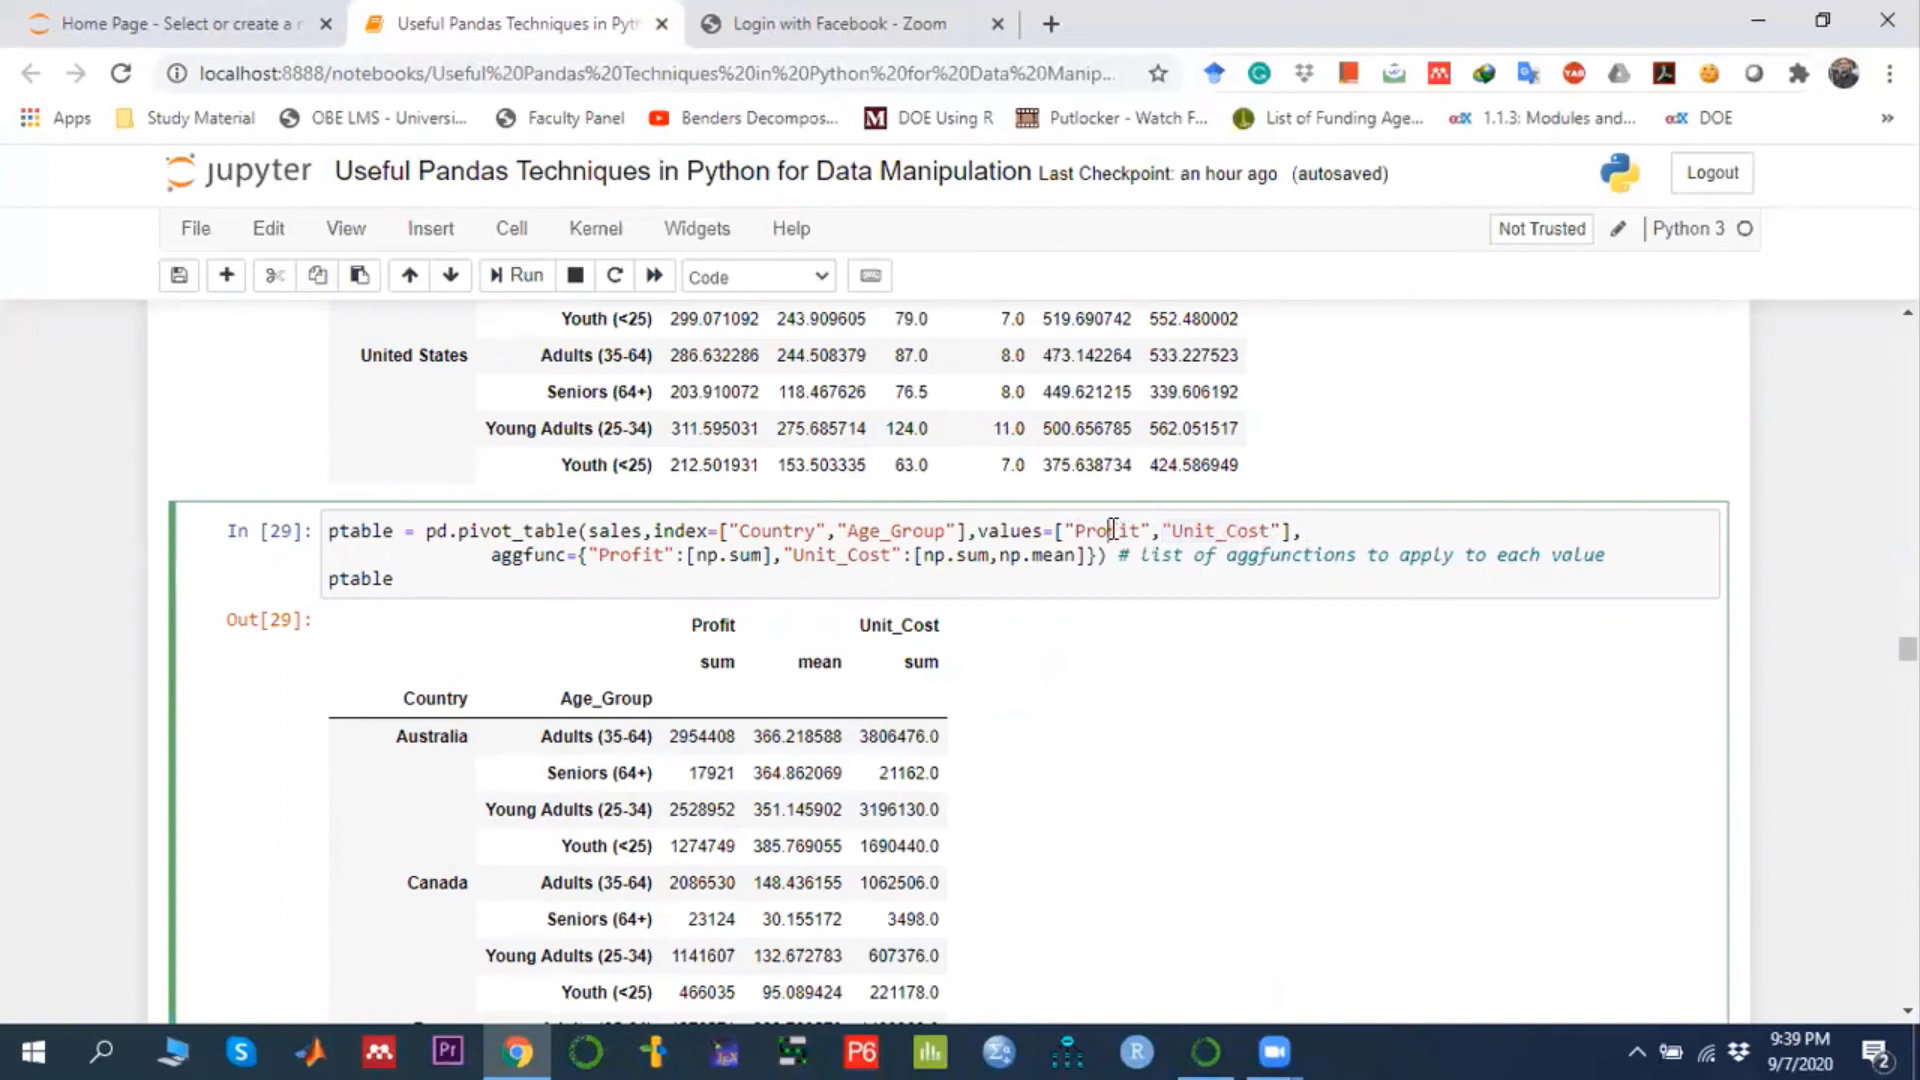 Home Page - Select or create a n
Useful Pandas Techniques in Pyth
Login with Facebook - Zoom
localhost:8888/notebooks/Useful%20Pandas%20Techniques%20in%20Python%20for%20Data%20Manip...
Apps
Study Material
OBE LMS - Universi...
Faculty Panel
Benders Decompos...
DOE Using R
Putlocker - Watch F...
List of Funding Age...
1.1.3: Modules and...
DOE
jupyter Useful Pandas Techniques in Python for Data Manipulation Last Checkpoint: an hour ago (autosaved)
Logout
File Edit View Insert Cell Kernel Widgets Help
Not Trusted
Python 3
Run
Code
Youth (<25) 299.071092 243.909605 79.0 7.0 519.690742 552.480002
United States Adults (35-64) 286.632286 244.508379 87.0 8.0 473.142264 533.227523
Seniors (64+) 203.910072 118.467626 76.5 8.0 449.621215 339.606192
Young Adults (25-34) 311.595031 275.685714 124.0 11.0 500.656785 562.051517
Youth (<25) 212.501931 153.503335 63.0 7.0 375.638734 424.586949
In [29]: ptable = pd.pivot_table(sales,index=["Country","Age_Group"],values=["Profit","Unit_Cost"],
aggfunc={"Profit":[np.sum],"Unit_Cost":[np.sum,np.mean]}) # list of aggfunctions to apply to each value
ptable
Out[29]:
Profit Unit_Cost
sum mean sum
Country Age_Group
Australia Adults (35-64) 2954408 366.218588 3806476.0
Seniors (64+) 17921 364.862069 21162.0
Young Adults (25-34) 2528952 351.145902 3196130.0
Youth (<25) 1274749 385.769055 1690440.0
Canada Adults (35-64) 2086530 148.436155 1062506.0
Seniors (64+) 23124 30.155172 3498.0
Young Adults (25-34) 1141607 132.672783 607376.0
Youth (<25) 466035 95.089424 221178.0
9:39 PM
9/7/2020